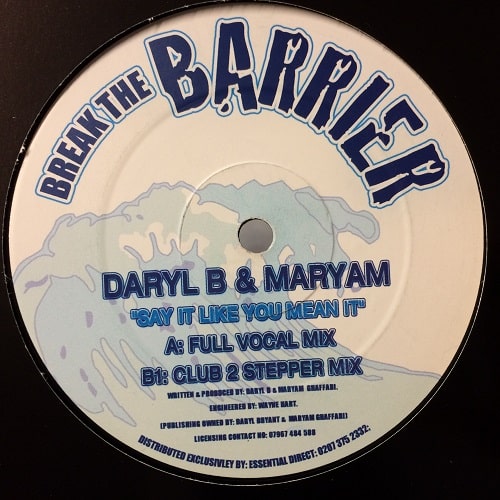 BREAK THE BARRIER
DARYL B & MARYAM
"SAY IT LIKE YOU MEAN IT"
A: FULL VOCAL MIX
B1: CLUB 2 STEPPER MIX
WRITTEN & PRODUCED BY: DARYL B & MARYAM GHAFFARI.
ENGINEERED BY: WAYNE HART.
(PUBLISHING OWNED BY: DARYL BRYANT & MARYAM GHAFFARI)
LICENSING CONTACT NO: 07967 484 508
DISTRIBUTED EXCLUSIVLEY BY: ESSENTIAL DIRECT: 0207 375 2332: